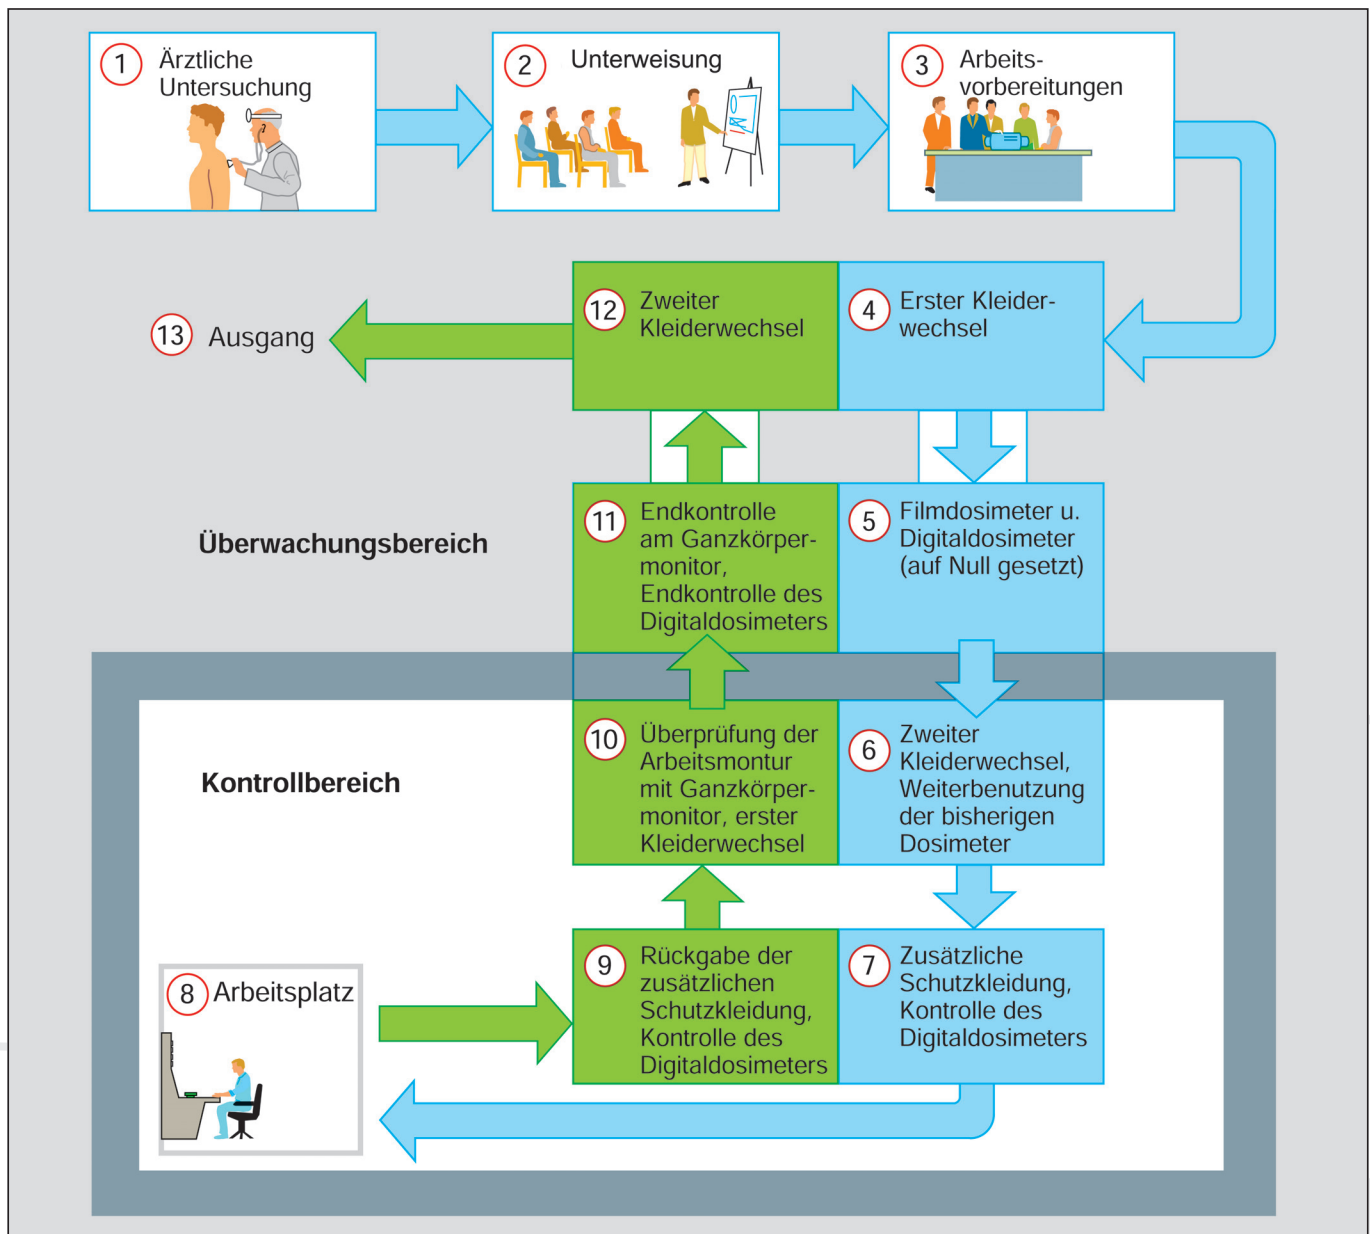 1 Ärztliche
Untersuchung
2 Unterweisung
3 Arbeits-
vorbereitungen
4 Erster Kleider-
wechsel
12 Zweiter
Kleiderwechsel
13 Ausgang
Überwachungsbereich
11 Endkontrolle
am Ganzkörper-
monitor,
Endkontrolle des
Digitaldosimeters
5 Filmdosimeter u.
Digitaldosimeter
(auf Null gesetzt)
Kontrollbereich
10 Überprüfung der
Arbeitsmontur
mit Ganzkörper-
monitor, erster
Kleiderwechsel
6 Zweiter
Kleiderwechsel,
Weiterbenutzung
der bisherigen
Dosimeter
8 Arbeitsplatz
9 Rückgabe der
zusätzlichen
Schutzkleidung,
Kontrolle des
Digitaldosimeters
7 Zusätzliche
Schutzkleidung,
Kontrolle des
Digitaldosimeters